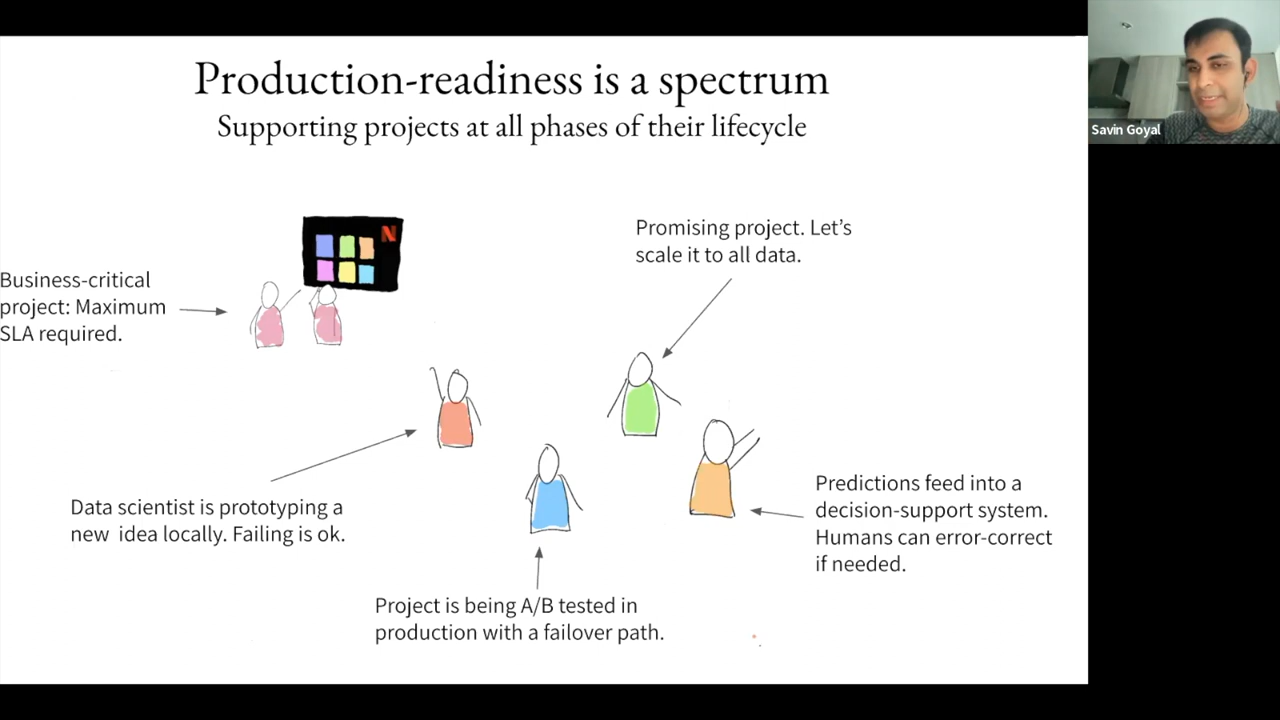 Production-readiness is a spectrum
Supporting projects at all phases of their lifecycle
Savin Goyal
N
Promising project. Let's
scale it to all data.
Business-critical
project: Maximum
SLA required.
Data scientist is prototyping a
new idea locally. Failing is ok.
Predictions feed into a
decision-support system.
Humans can error-correct
if needed.
Project is being A/B tested in
production with a failover path.